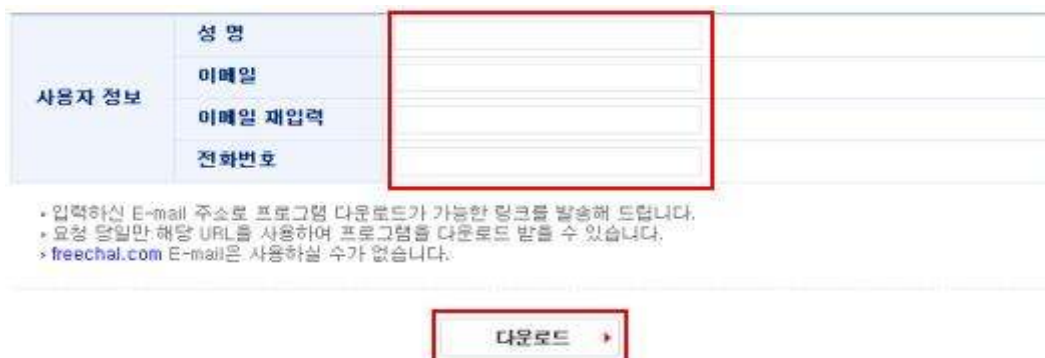 성 명
사용자 정보
이메일
이메일 재입력
전화번호
입력하신 E-mail 주소로 프로그램 다운로드가 가능한 링크를 발송해 드립니다.
요청 당일만 해당 URL을 사용하여 프로그램을 다운로드 받을 수 있습니다.
freechal.com E-mail은 사용하실 수가 없습니다.
다운로드